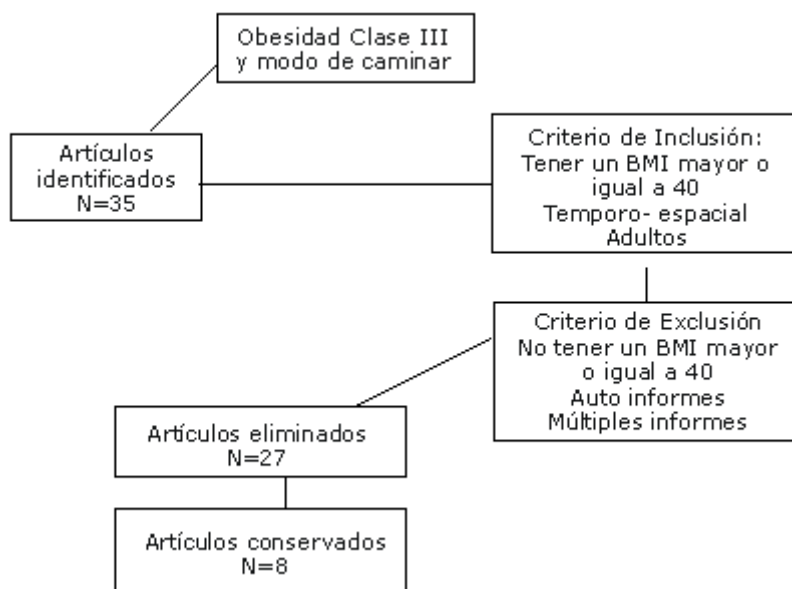 Obesidad Clase III
y modo de caminar
Artículos
identificados
N=35
Criterio de Inclusión:
Tener un BMI mayor o
igual a 40
Temporo- espacial
Adultos
Criterio de Exclusión
No tener un BMI mayor
o igual a 40
Auto informes
Múltiples informes
Artículos eliminados
N=27
Artículos conservados
N=8